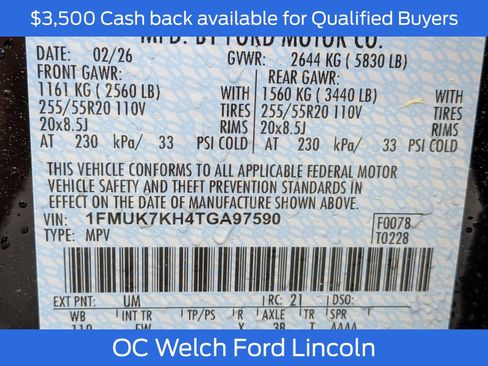 $3,500 Cash back available for Qualified Buyers
MFD. BY FORD MOTOR CO.
DATE: 02/26 GVWR: 2644 KG ( 5830 LB)
FRONT GAWR: REAR GAWR:
1161 KG ( 2560 LB) WITH 1560 KG ( 3440 LB) WITH
255/55R20 110V TIRES 255/55R20 110V TIRES
20x8.5J RIMS 20x8.5J RIMS
AT 230 kPa/ 33 PSI COLD AT 230 kPa/ 33 PSI COLD
THIS VEHICLE CONFORMS TO ALL APPLICABLE FEDERAL MOTOR
VEHICLE SAFETY AND THEFT PREVENTION STANDARDS IN
EFFECT ON THE DATE OF MANUFACTURE SHOWN ABOVE.
VIN: 1FMUK7KH4TGA97590 F0078
TYPE: MPV T0228
EXT PNT: UM RC: 21 DSO:
WB INT TR TP/PS R AXLE TR S
119 EW X 3B T AAAA
OC Welch Ford Lincoln